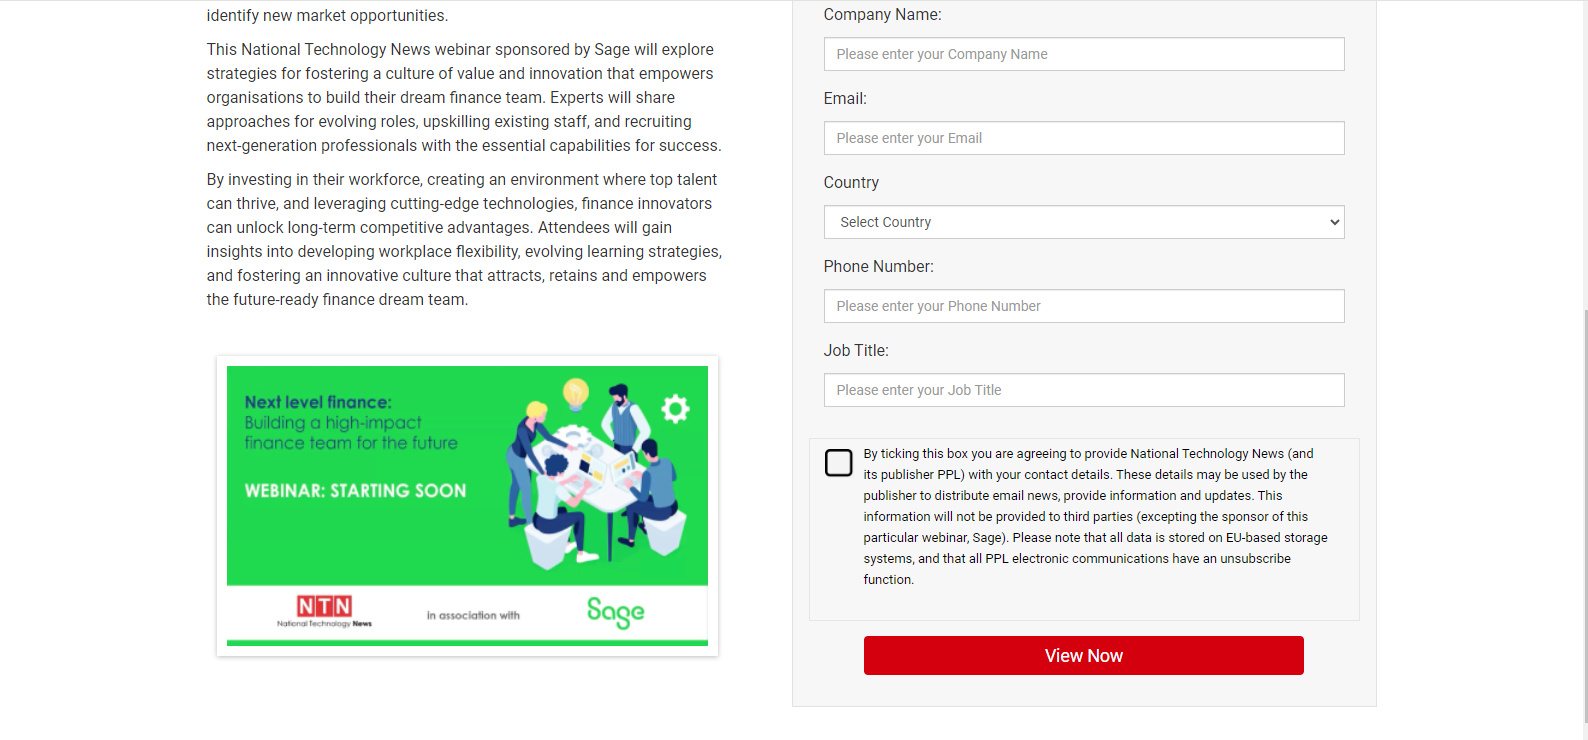 identify new market opportunities.
This National Technology News webinar sponsored by Sage will explore
strategies for fostering a culture of value and innovation that empowers
organisations to build their dream finance team. Experts will share
approaches for evolving roles, upskilling existing staff, and recruiting
next-generation professionals with the essential capabilities for success.
By investing in their workforce, creating an environment where top talent
can thrive, and leveraging cutting-edge technologies, finance innovators
can unlock long-term competitive advantages. Attendees will gain
insights into developing workplace flexibility, evolving learning strategies,
and fostering an innovative culture that attracts, retains and empowers
the future-ready finance dream team.
Next level finance:
Building a high-impact
finance team for the future
WEBINAR: STARTING SOON
NTN
National Technology News
in association with
Sage
Company Name:
Please enter your Company Name
Email:
Please enter your Email
Country
Select Country
Phone Number:
Please enter your Phone Number
Job Title:
Please enter your Job Title
By ticking this box you are agreeing to provide National Technology News (and
its publisher PPL) with your contact details. These details may be used by the
publisher to distribute email news, provide information and updates. This
information will not be provided to third parties (excepting the sponsor of this
particular webinar, Sage). Please note that all data is stored on EU-based storage
systems, and that all PPL electronic communications have an unsubscribe
function.
View Now